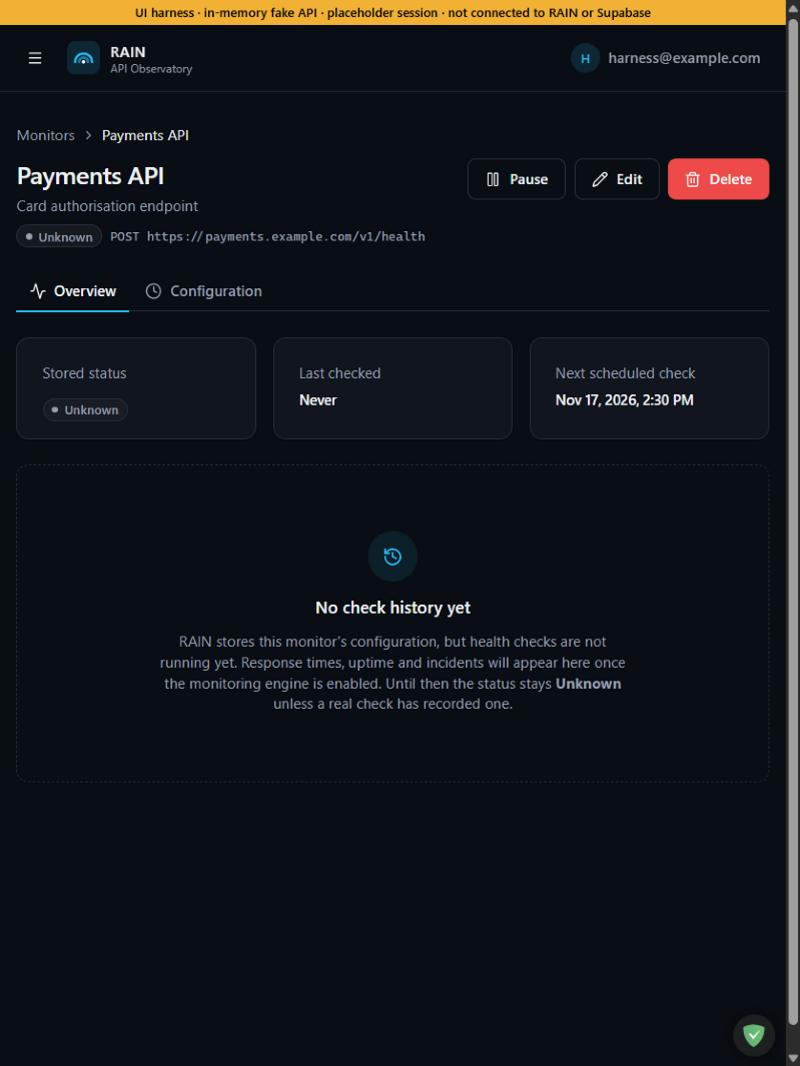 UI harness · in-memory fake API · placeholder session · not connected to RAIN or Supabase
RAIN
API Observatory
H
harness@example.com
Monitors > Payments API
Payments API
Pause
Edit
Delete
Card authorisation endpoint
Unknown
POST https://payments.example.com/v1/health
Overview
Configuration
Stored status
Unknown
Last checked
Never
Next scheduled check
Nov 17, 2026, 2:30 PM
No check history yet
RAIN stores this monitor's configuration, but health checks are not
running yet. Response times, uptime and incidents will appear here once
the monitoring engine is enabled. Until then the status stays Unknown
unless a real check has recorded one.